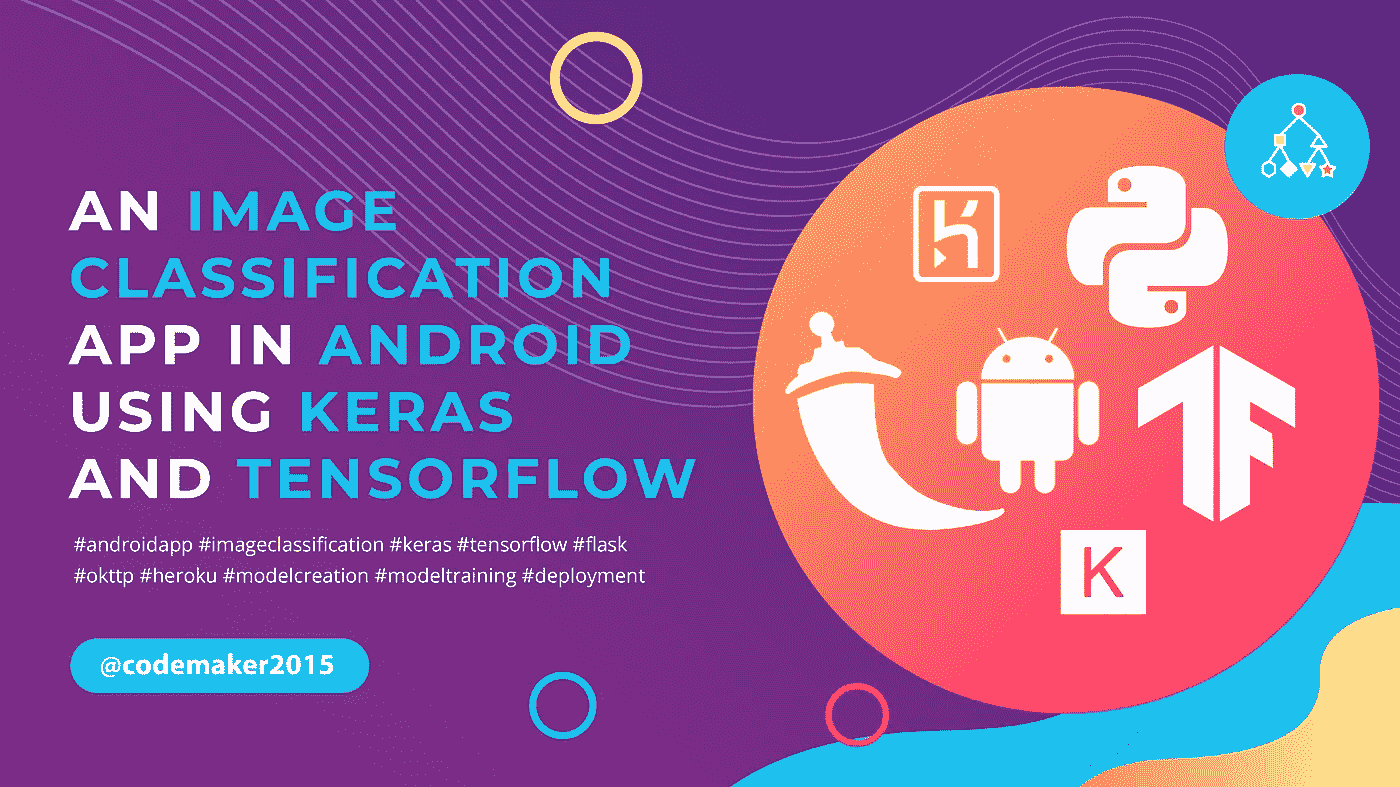 AN IMAGE
CLASSIFICATION
APP IN ANDROID
USING KERAS
AND TENSORFLOW
#androidapp #imageclassification #keras #tensorflow #flask
#okttp #heroku #modelcreation #modeltraining #deployment
@codemaker2015
K